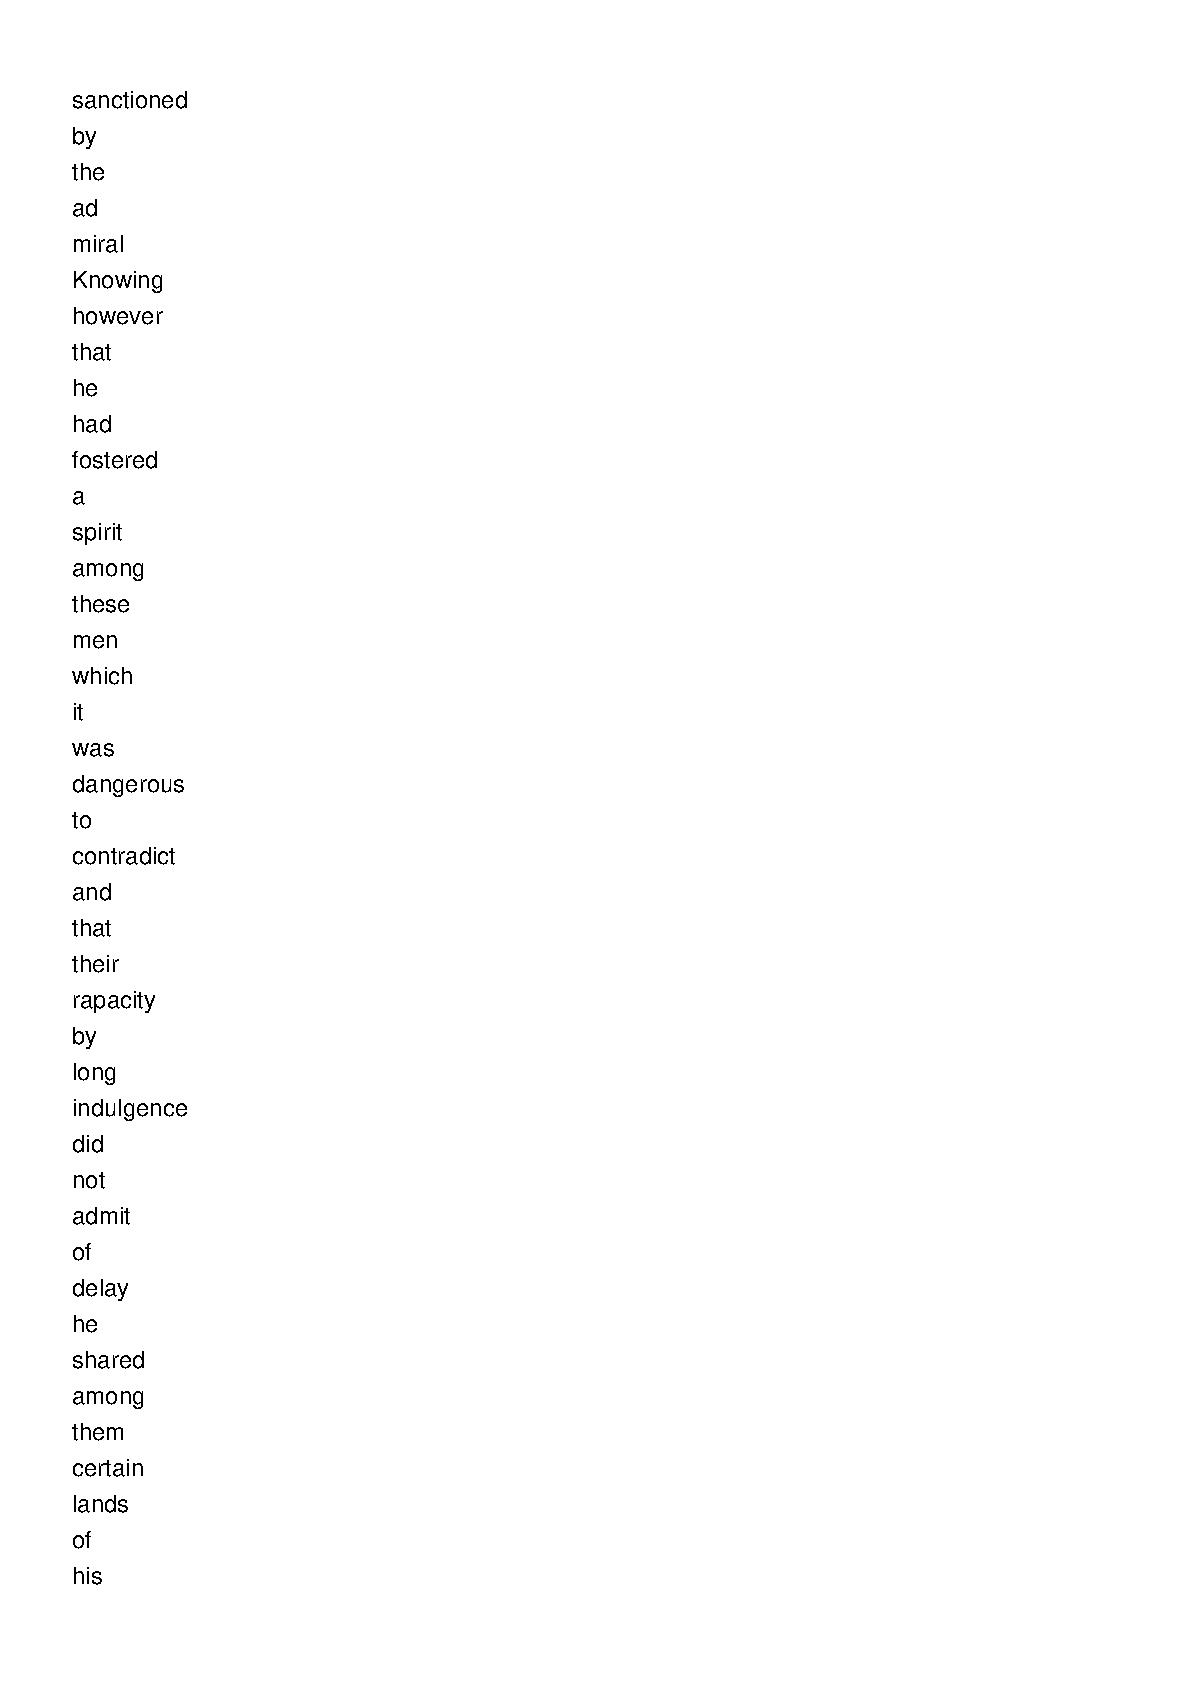 sanctioned
by
the
ad
miral
Knowing
however
that
he
had
fostered
a
spirit
among
these
men
which
it
was
dangerous
to
contradict
and
that
their
rapacity
by
long
indulgence
did
not
admit
of
delay
he
shared
among
them
certain
lands
of
his